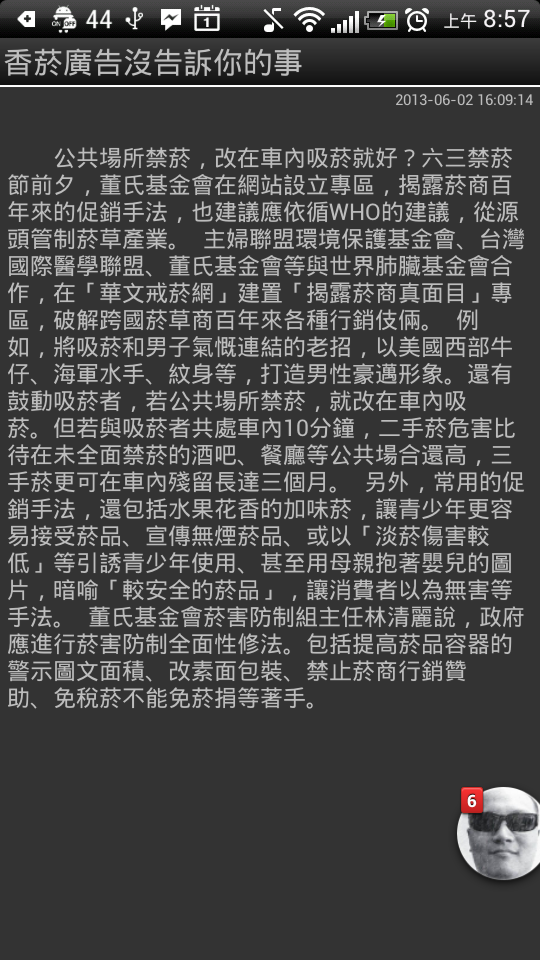 44 1 上午 8:57
香菸廣告沒告訴你的事
2013-06-02 16:09:14
公共場所禁菸，改在車內吸菸就好？六三禁菸
節前夕，董氏基金會在網站設立專區，揭露菸商百
年來的促銷手法，也建議應依循WHO的建議，從源
頭管制菸草產業。 主婦聯盟環境保護基金會、台灣
國際醫學聯盟、董氏基金會等與世界肺臟基金會合
作，在「華文戒菸網」建置「揭露菸商真面目」專
區，破解跨國菸草商百年來各種行銷伎倆。 例
如，將吸菸和男子氣慨連結的老招，以美國西部牛
仔、海軍水手、紋身等，打造男性豪邁形象。還有
鼓動吸菸者，若公共場所禁菸，就改在車內吸
菸。但若與吸菸者共處車內10分鐘，二手菸危害比
待在未全面禁菸的酒吧、餐廳等公共場合還高，三
手菸更可在車內殘留長達三個月。 另外，常用的促
銷手法，還包括水果花香的加味菸，讓青少年更容
易接受菸品、宣傳無煙菸品、或以「淡菸傷害較
低」等引誘青少年使用、甚至用母親抱著嬰兒的圖
片，暗喻「較安全的菸品」，讓消費者以為無害等
手法。 董氏基金會菸害防制組主任林清麗說，政府
應進行菸害防制全面性修法。包括提高菸品容器的
警示圖文面積、改素面包裝、禁止菸商行銷贊
助、免稅菸不能免菸捐等著手。
6